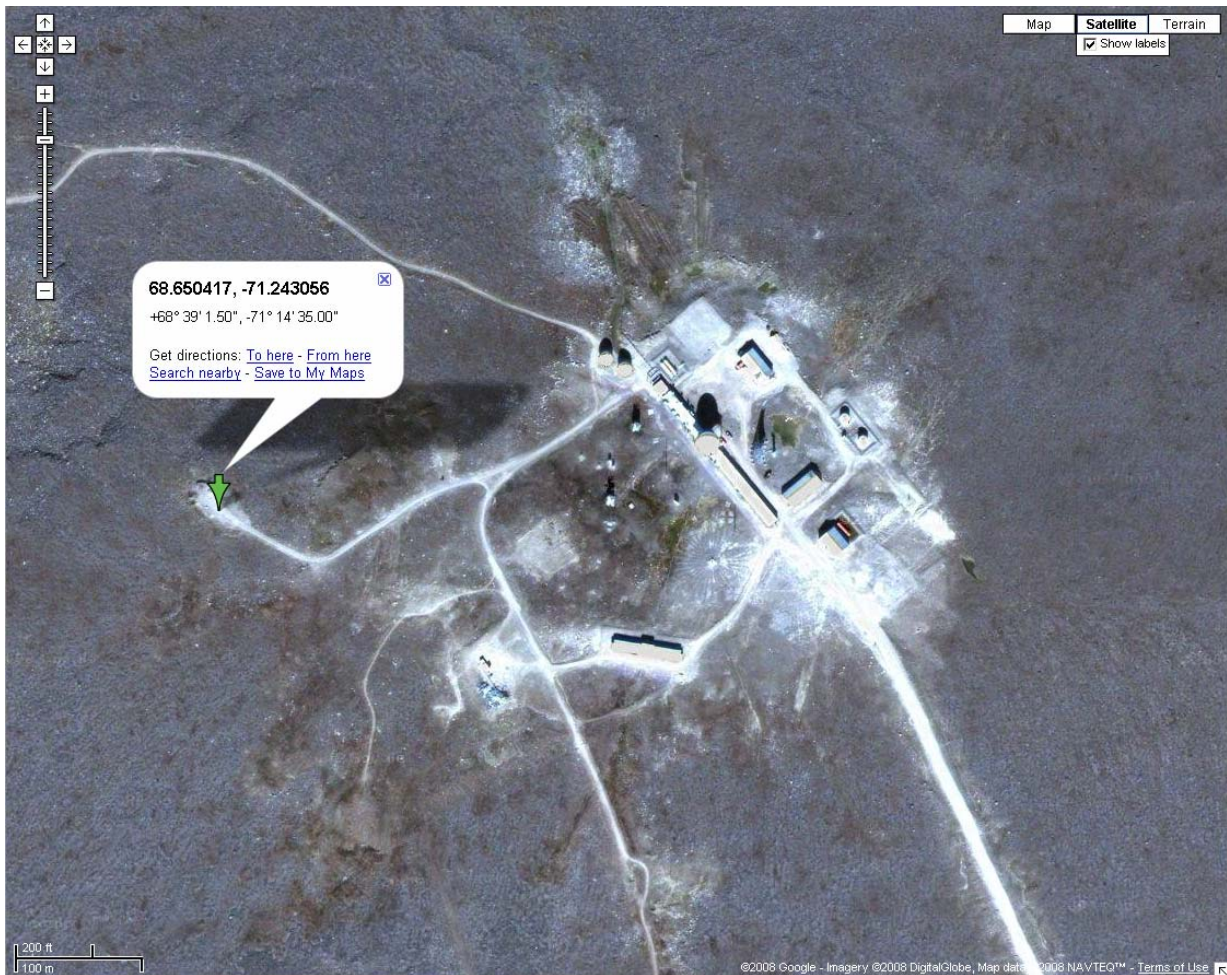 Map Satellite Terrain
Show labels
68.650417, -71.243056
+68° 39' 1.50", -71° 14' 35.00"
Get directions: To here - From here
Search nearby - Save to My Maps
200 ft
100 m
©2008 Google - Imagery ©2008 DigitalGlobe, Map data ©2008 NAVTEQ™ - Terms of Use